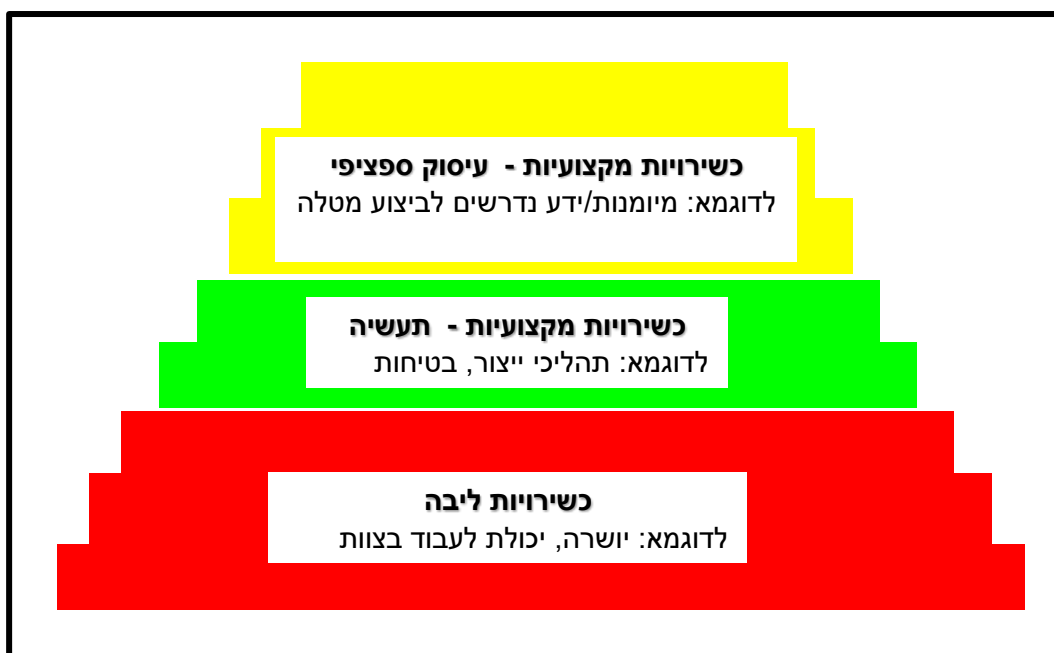 כשירויות מקצועיות - עיסוק ספציפי
לדוגמא: מיומנות/ידע נדרשים לביצוע מטלה
כשירויות מקצועיות - תעשיה
לדוגמא: תהליכי ייצור, בטיחות
כשירויות ליבה
לדוגמא: יושרה, יכולת לעבוד בצוות